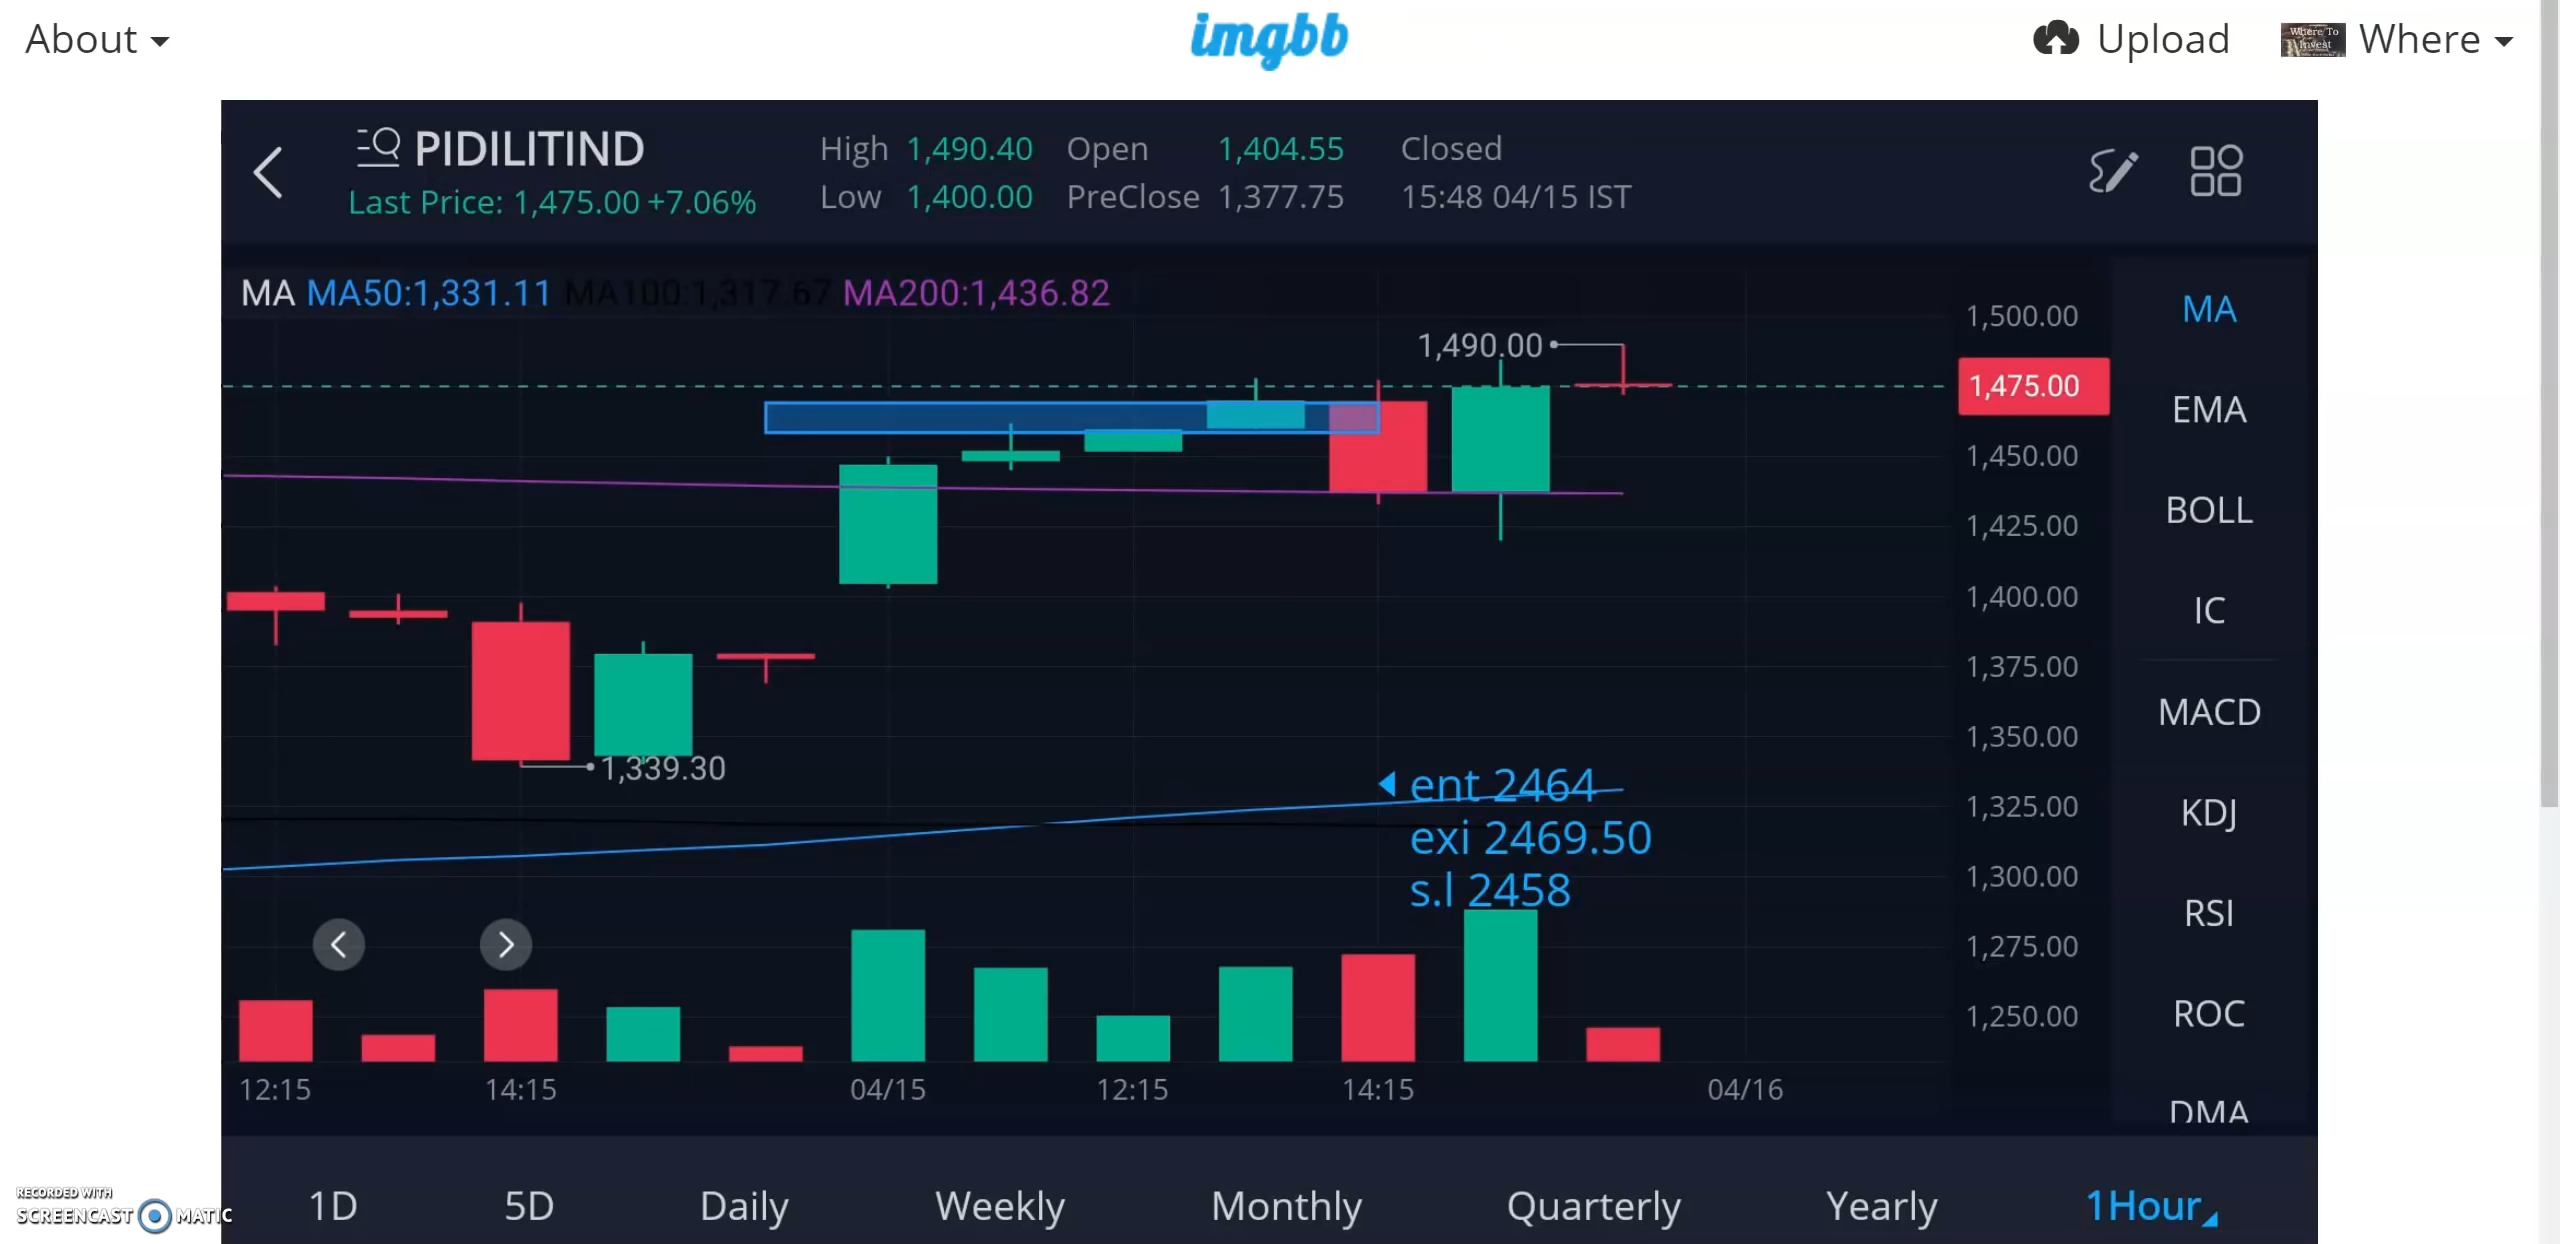 About
imgbb
Upload
Where To
Invest
Where
PIDILITIND
Last Price: 1,475.00 +7.06%
High 1,490.40 Open 1,404.55 Closed
Low 1,400.00 PreClose 1,377.75 15:48 04/15 IST
MA MA50:1,331.11 MA100:1,317.67 MA200:1,436.82
1,490.00
1,339.30
ent 2464
exi 2469.50
s.l 2458
1,500.00
1,475.00
1,450.00
1,425.00
1,400.00
1,375.00
1,350.00
1,325.00
1,300.00
1,275.00
1,250.00
MA
EMA
BOLL
IC
MACD
KDJ
RSI
ROC
DMA
12:15 14:15 04/15 12:15 14:15 04/16
1D 5D Daily Weekly Monthly Quarterly Yearly 1Hour
RECORDED WITH
SCREENCAST MATIC